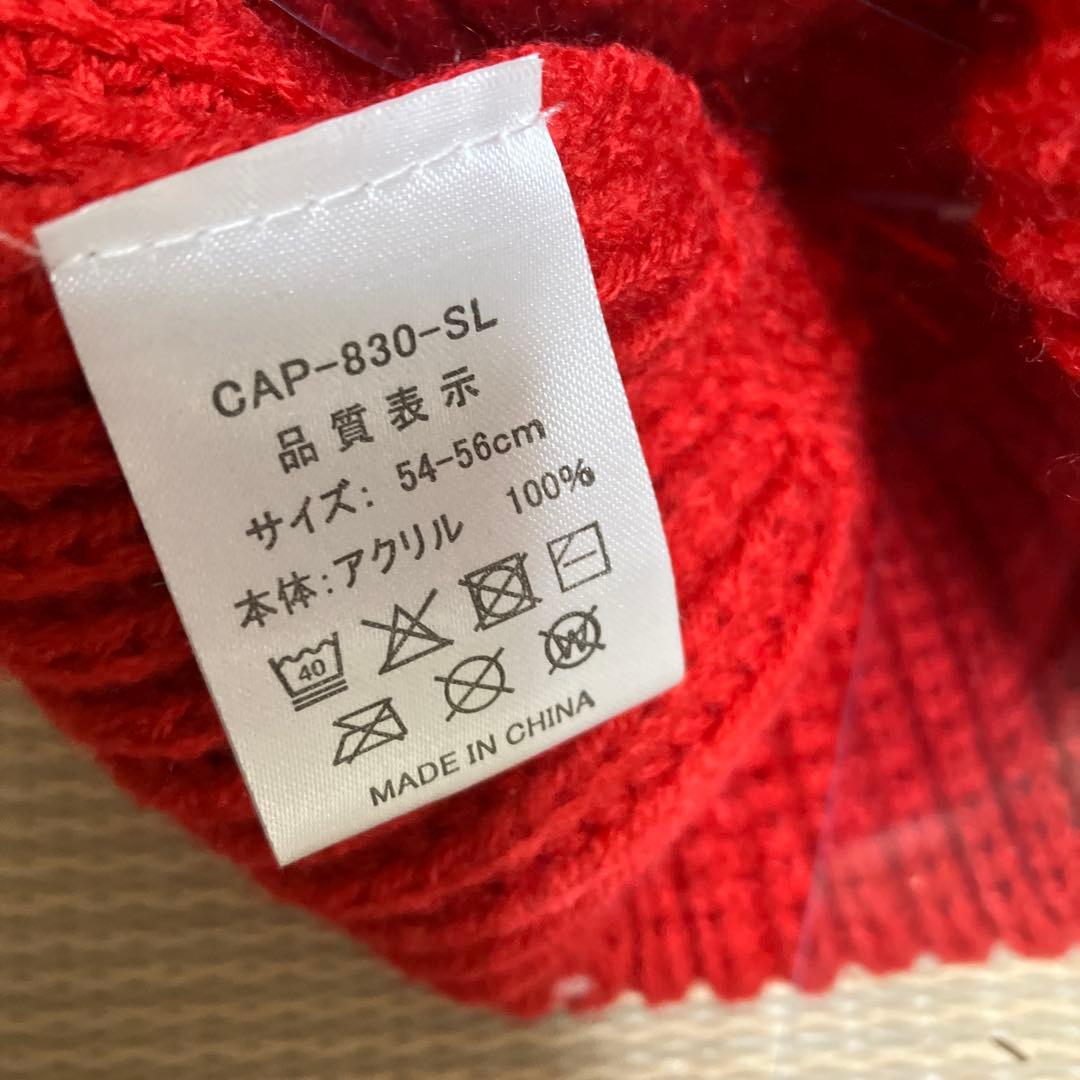 CAP-830-SL
品質表示
サイズ: 54-56cm
本体:アクリル 100%
40
W
MADE IN CHINA